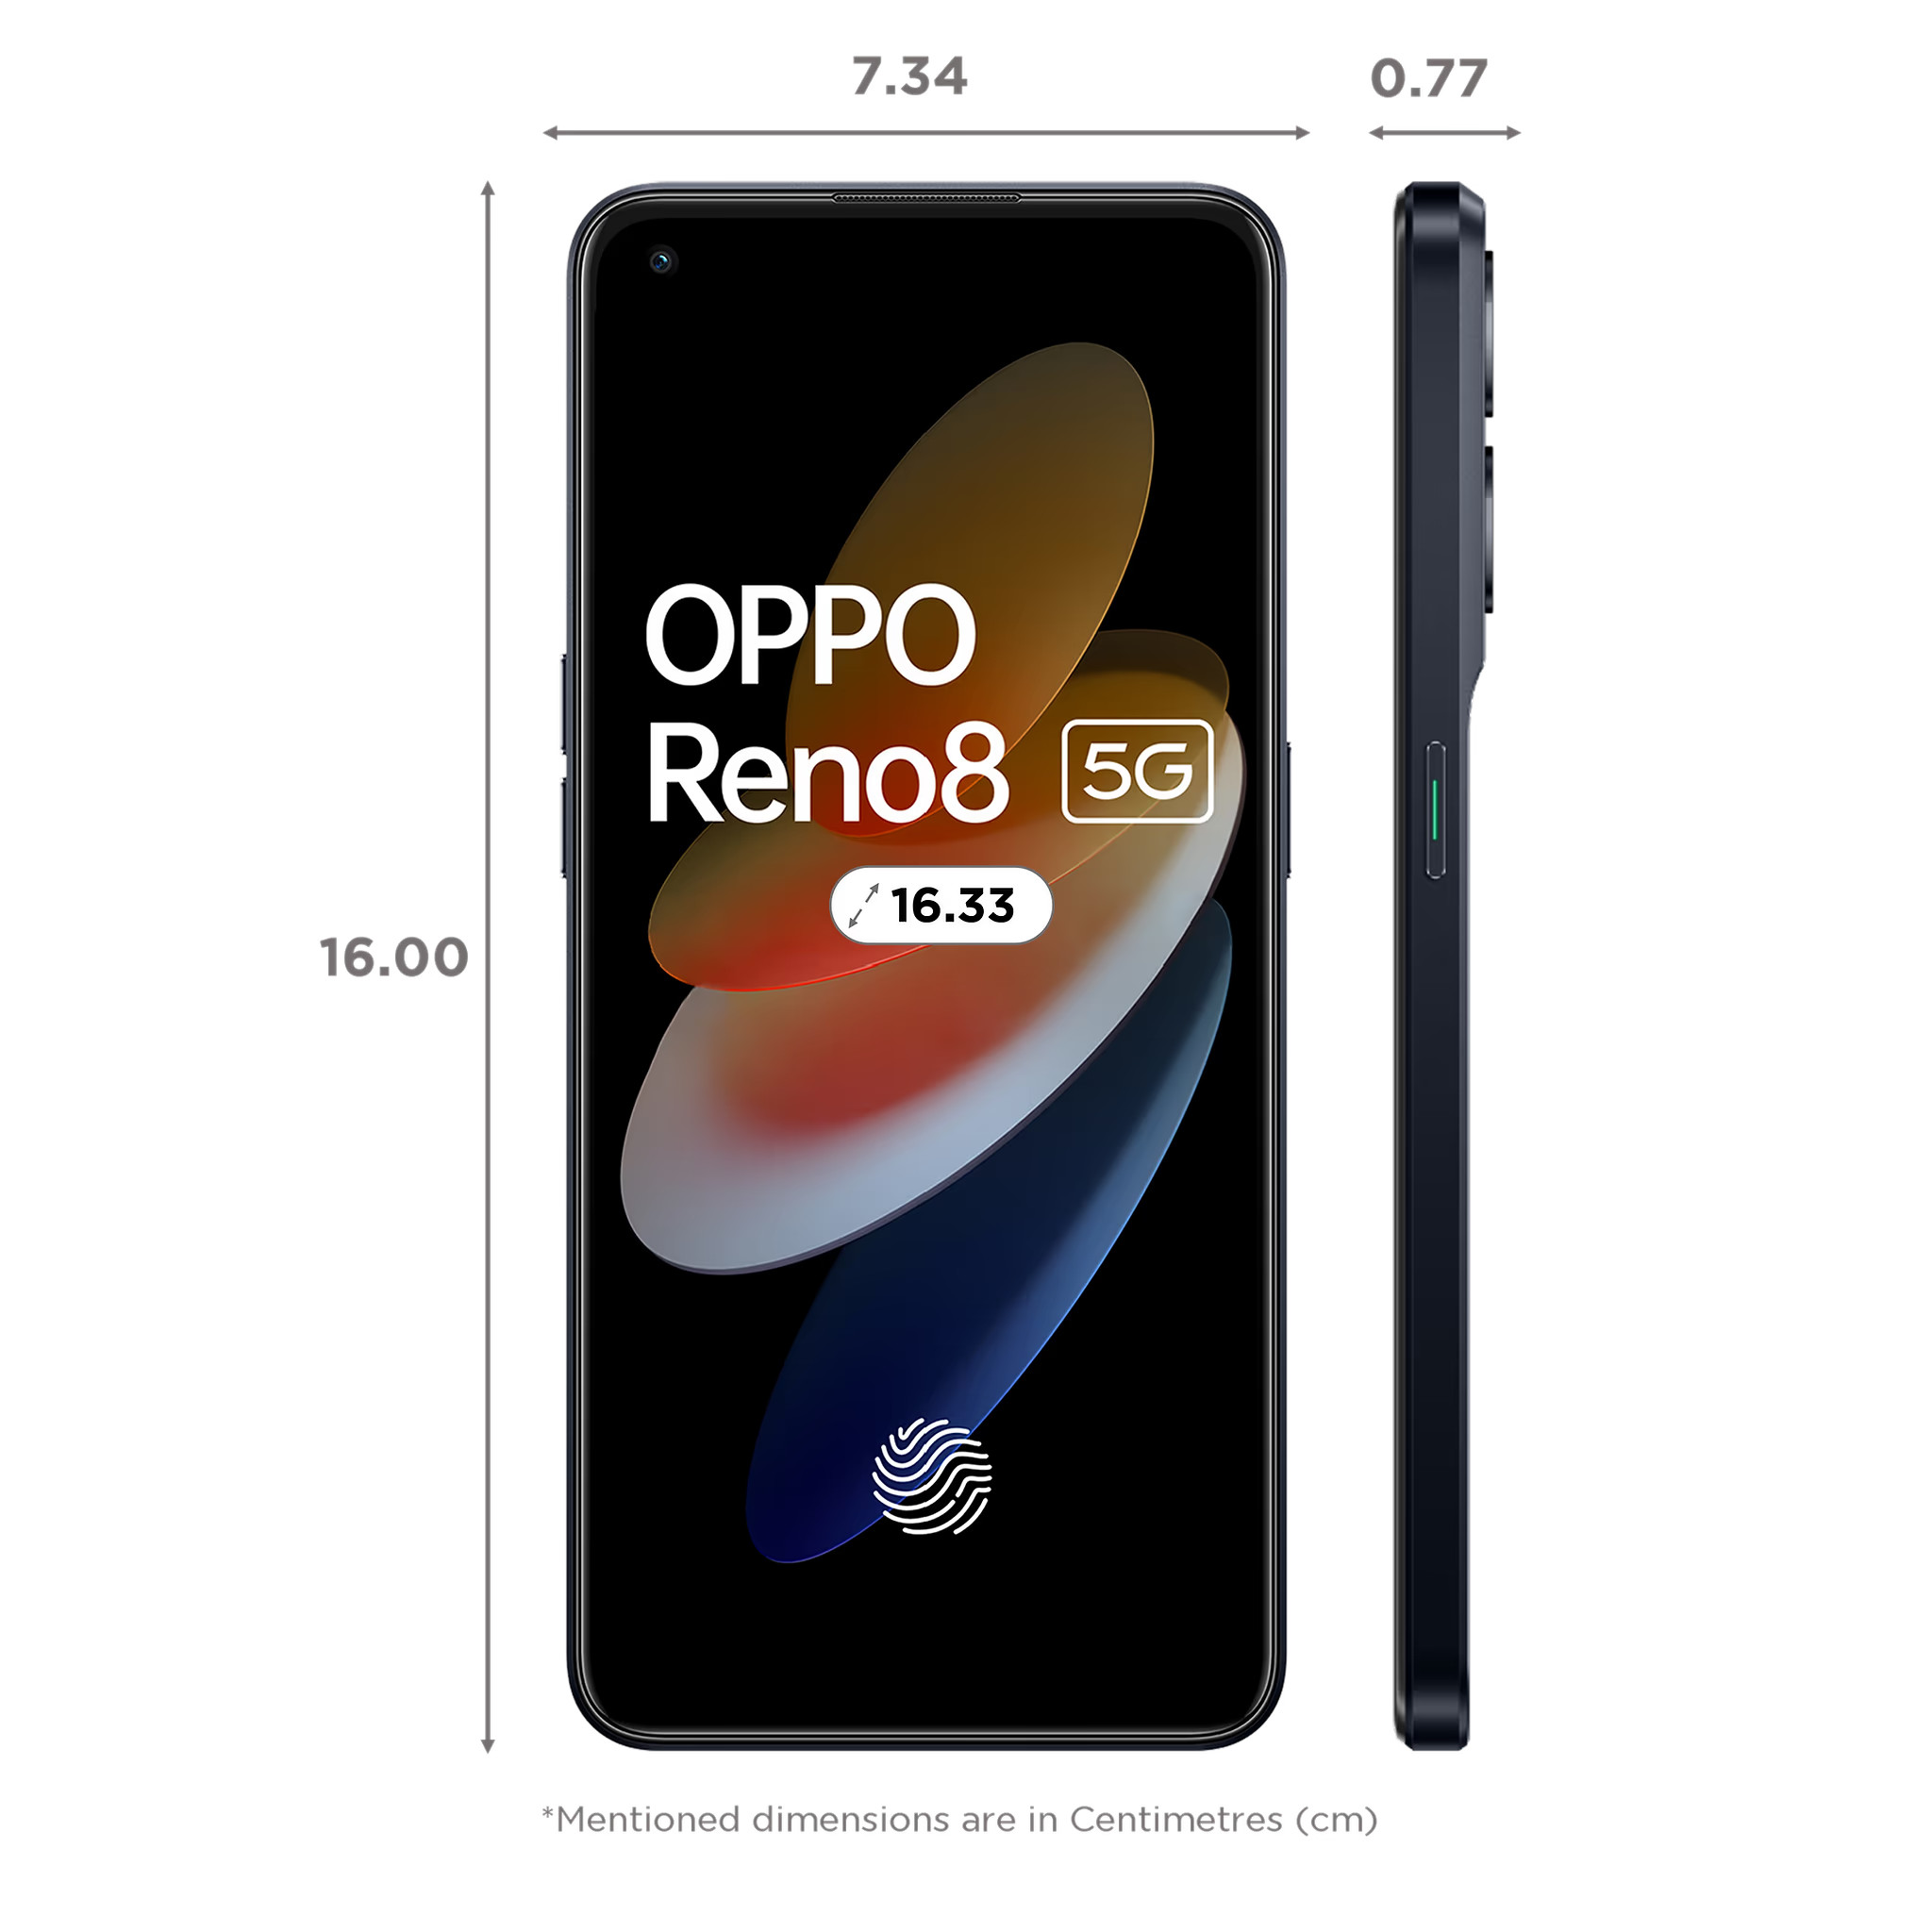 7.34
0.77
OPPO
Reno8 5G
16.33
16.00
*Mentioned dimensions are in Centimetres (cm)